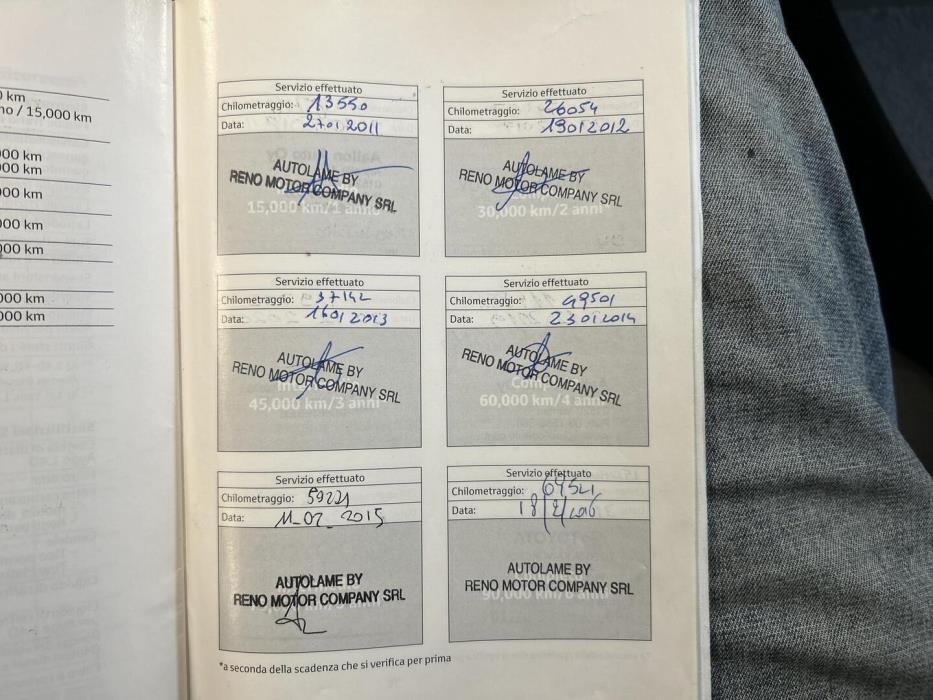 km
no / 15,000 km
000 km
000 km
000 km
000 km
000 km
000 km
000 km
Servizio effettuato
Chilometraggio: 13550
Data: 27 01 2011
AUTOLAME BY
RENO MOTOR COMPANY SRL
15,000 km/1 anno
Servizio effettuato
Chilometraggio: 26054
Data: 19 01 2012
AUTOLAME BY
RENO MOTOR COMPANY SRL
30,000 km/2 anni
Servizio effettuato
Chilometraggio: 37142
Data: 16 01 2013
AUTOLAME BY
RENO MOTOR COMPANY SRL
45,000 km/3 anni
Servizio effettuato
Chilometraggio: 49501
Data: 23 01 2014
AUTOLAME BY
RENO MOTOR COMPANY SRL
60,000 km/4 anni
Servizio effettuato
Chilometraggio: 59221
Data: 11_02_2015
AUTOLAME BY
RENO MOTOR COMPANY SRL
Servizio effettuato
Chilometraggio: 64521
Data: 18/2/2016
AUTOLAME BY
RENO MOTOR COMPANY SRL
90,000 km/6 anni
*a seconda della scadenza che si verifica per prima